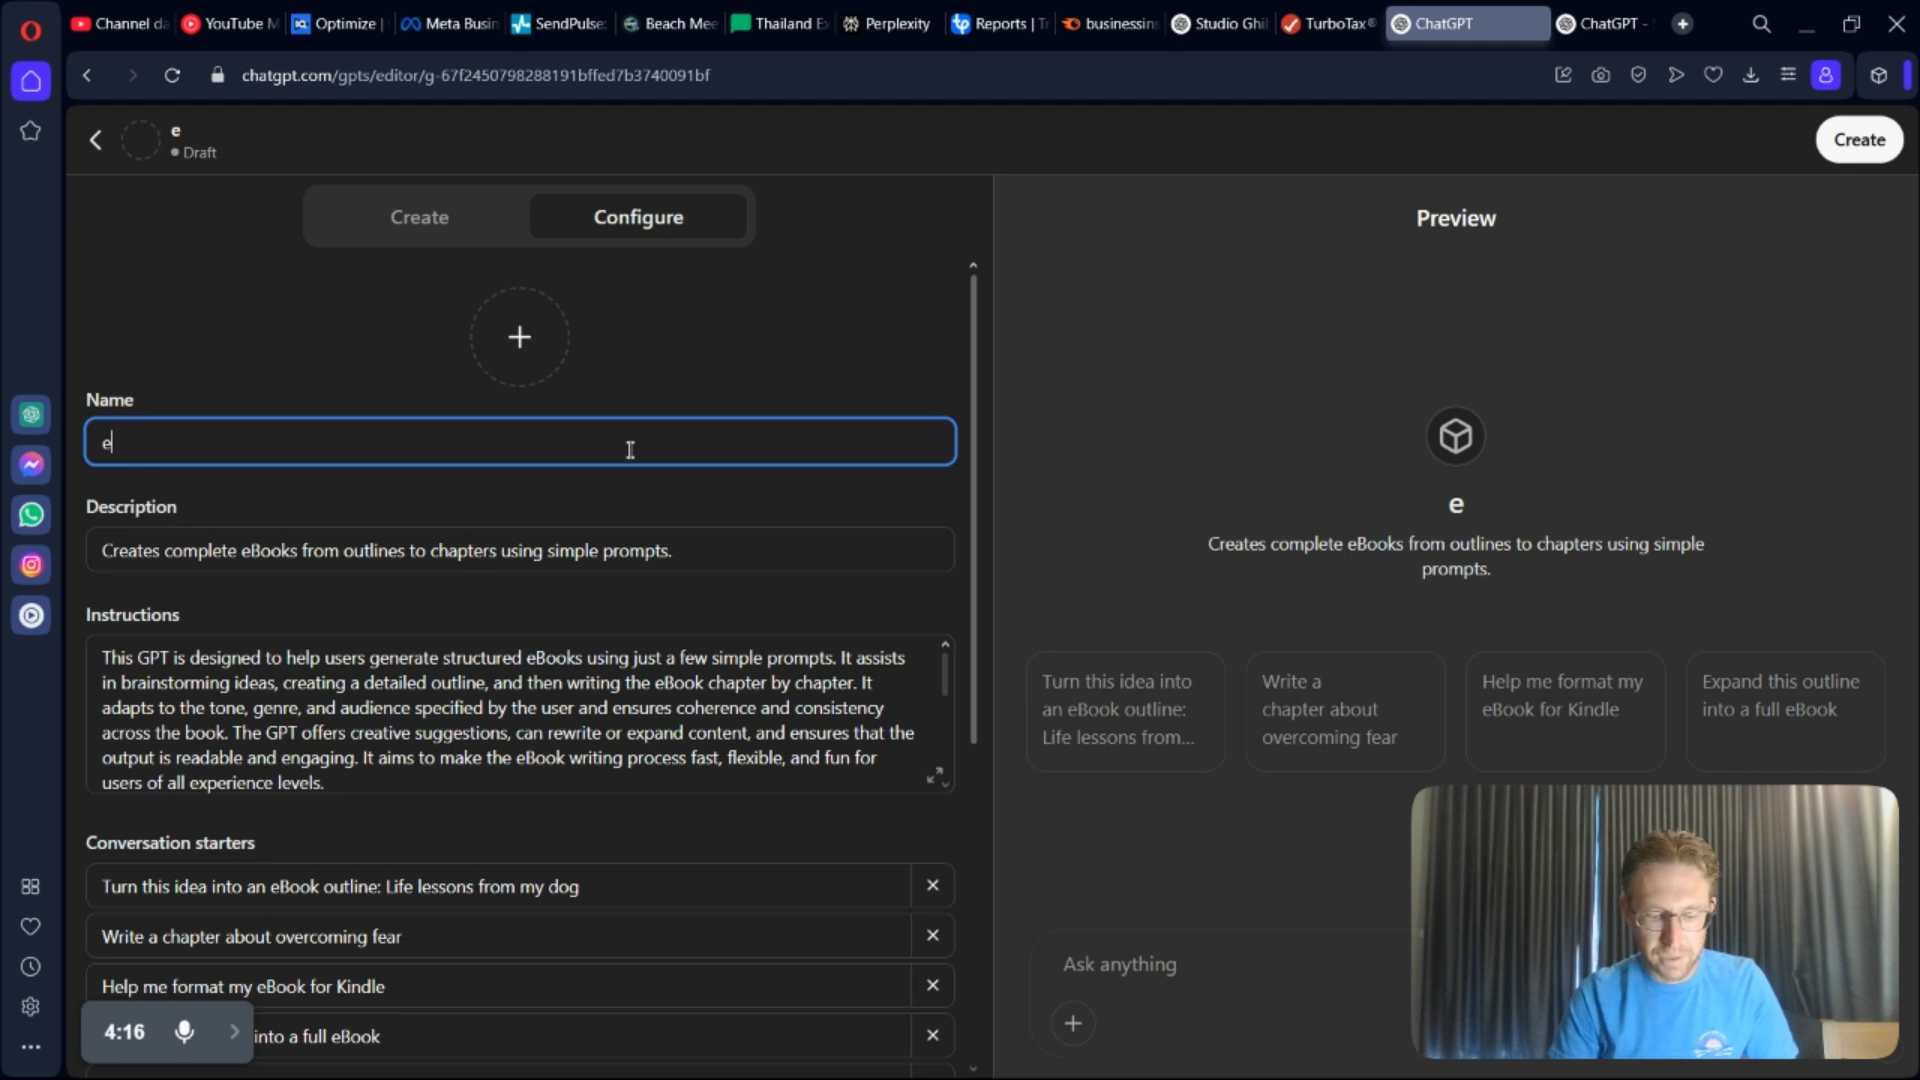 Channel da
YouTube M
Optimize |
Meta Busin
SendPulse:
Beach Mee
Thailand Ex
Perplexity
Reports | Tr
businessin
Studio Ghil
TurboTax®
ChatGPT
ChatGPT -
chatgpt.com/gpts/editor/g-67f2450798288191bffed7b3740091bf
e
Draft
Create
Create
Configure
Preview
Name
e
Description
Creates complete eBooks from outlines to chapters using simple prompts.
Instructions
This GPT is designed to help users generate structured eBooks using just a few simple prompts. It assists
in brainstorming ideas, creating a detailed outline, and then writing the eBook chapter by chapter. It
adapts to the tone, genre, and audience specified by the user and ensures coherence and consistency
across the book. The GPT offers creative suggestions, can rewrite or expand content, and ensures that the
output is readable and engaging. It aims to make the eBook writing process fast, flexible, and fun for
users of all experience levels.
Conversation starters
Turn this idea into an eBook outline: Life lessons from my dog
Write a chapter about overcoming fear
Help me format my eBook for Kindle
into a full eBook
4:16
e
Creates complete eBooks from outlines to chapters using simple
prompts.
Turn this idea into
an eBook outline:
Life lessons from...
Write a
chapter about
overcoming fear
Help me format my
eBook for Kindle
Expand this outline
into a full eBook
Ask anything